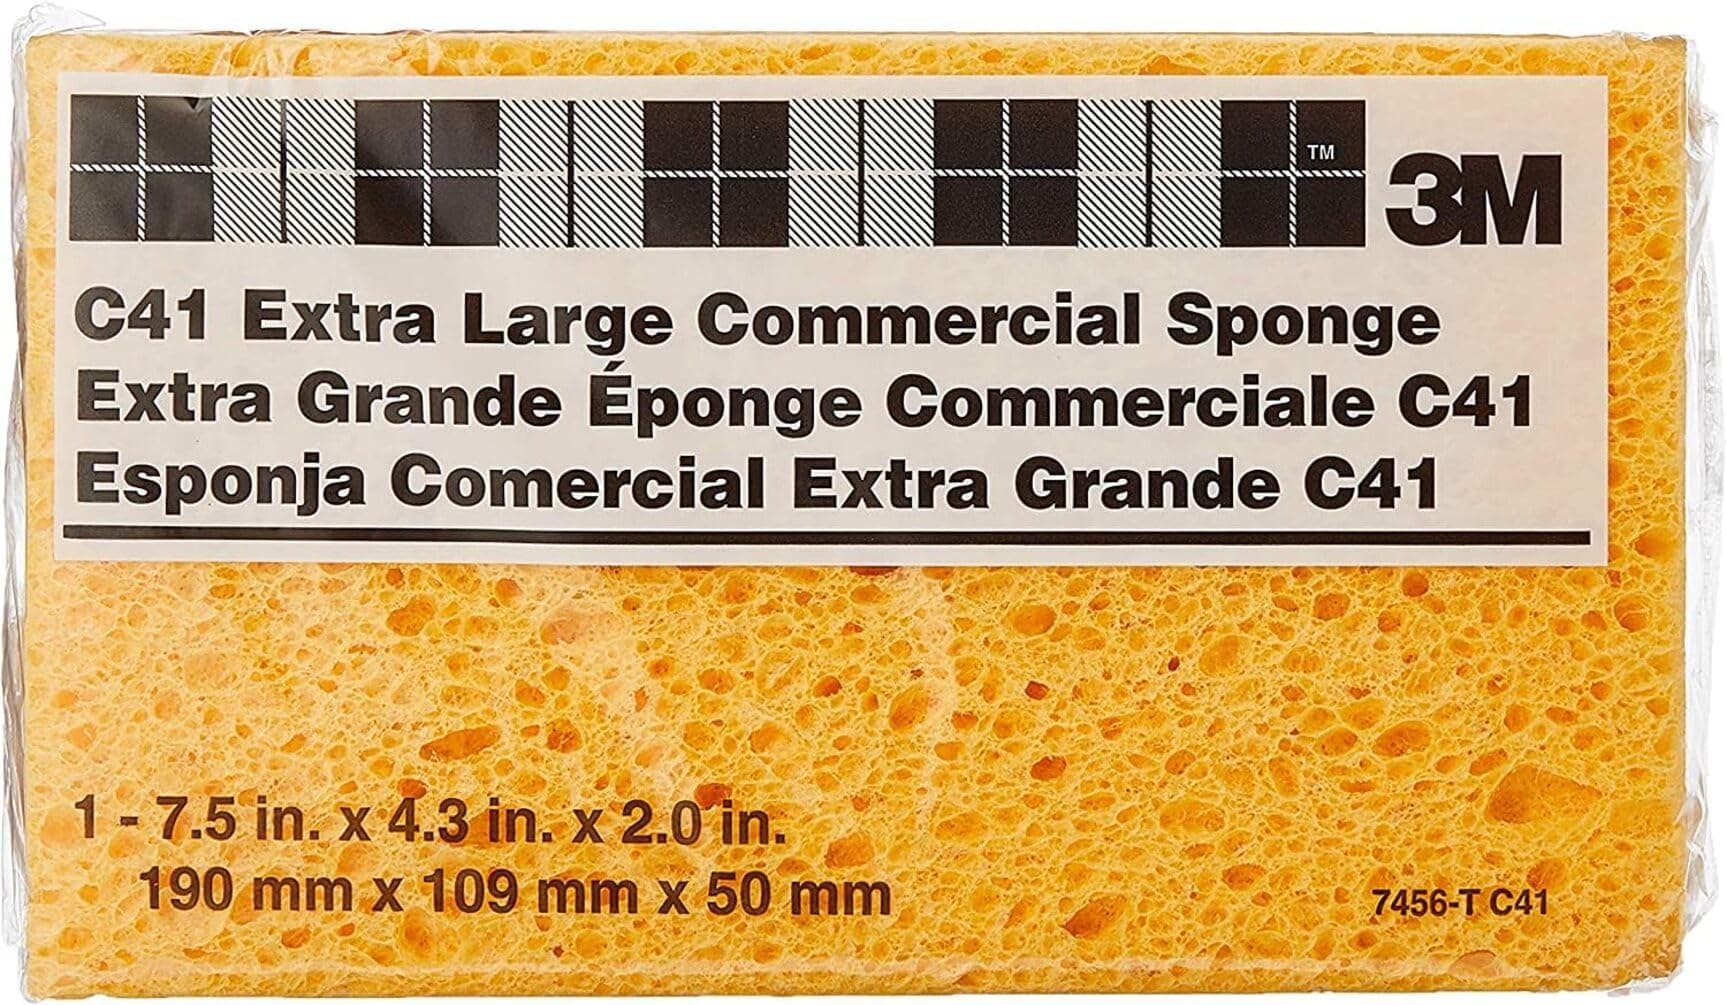 ™ 3M
C41 Extra Large Commercial Sponge
Extra Grande Éponge Commerciale C41
Esponja Comercial Extra Grande C41
1 - 7.5 in. x 4.3 in. x 2.0 in.
190 mm x 109 mm x 50 mm
7456-T C41